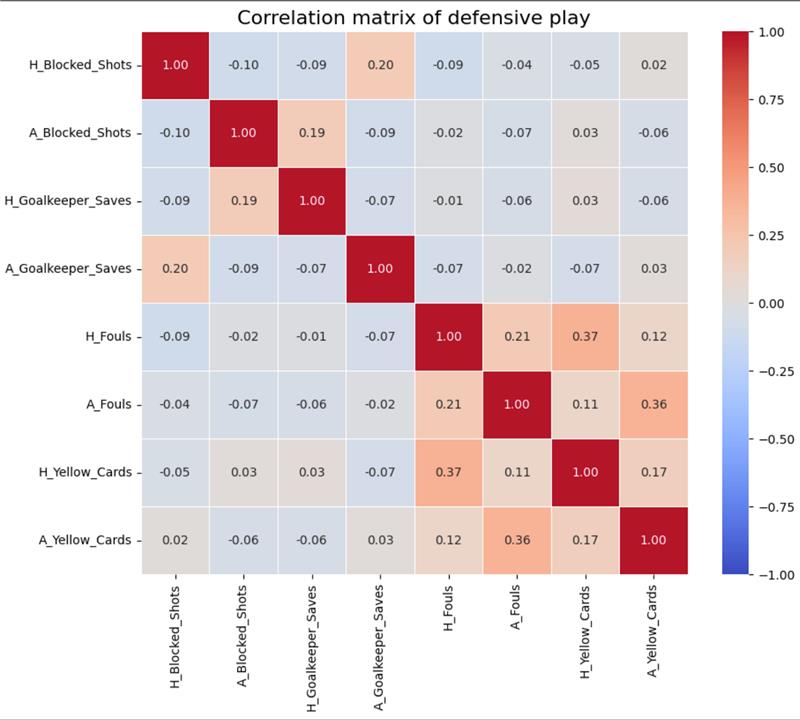 Correlation matrix of defensive play
H_Blocked_Shots 1.00 -0.10 -0.09 0.20 -0.09 -0.04 -0.05 0.02
A_Blocked_Shots -0.10 1.00 0.19 -0.09 -0.02 -0.07 0.03 -0.06
H_Goalkeeper_Saves -0.09 0.19 1.00 -0.07 -0.01 -0.06 0.03 -0.06
A_Goalkeeper_Saves 0.20 -0.09 -0.07 1.00 -0.07 -0.02 -0.07 0.03
H_Fouls -0.09 -0.02 -0.01 -0.07 1.00 0.21 0.37 0.12
A_Fouls -0.04 -0.07 -0.06 -0.02 0.21 1.00 0.11 0.36
H_Yellow_Cards -0.05 0.03 0.03 -0.07 0.37 0.11 1.00 0.17
A_Yellow_Cards 0.02 -0.06 -0.06 0.03 0.12 0.36 0.17 1.00
H_Blocked_Shots
A_Blocked_Shots
H_Goalkeeper_Saves
A_Goalkeeper_Saves
H_Fouls
A_Fouls
H_Yellow_Cards
A_Yellow_Cards
1.00
0.75
0.50
0.25
0.00
−0.25
−0.50
−0.75
−1.00